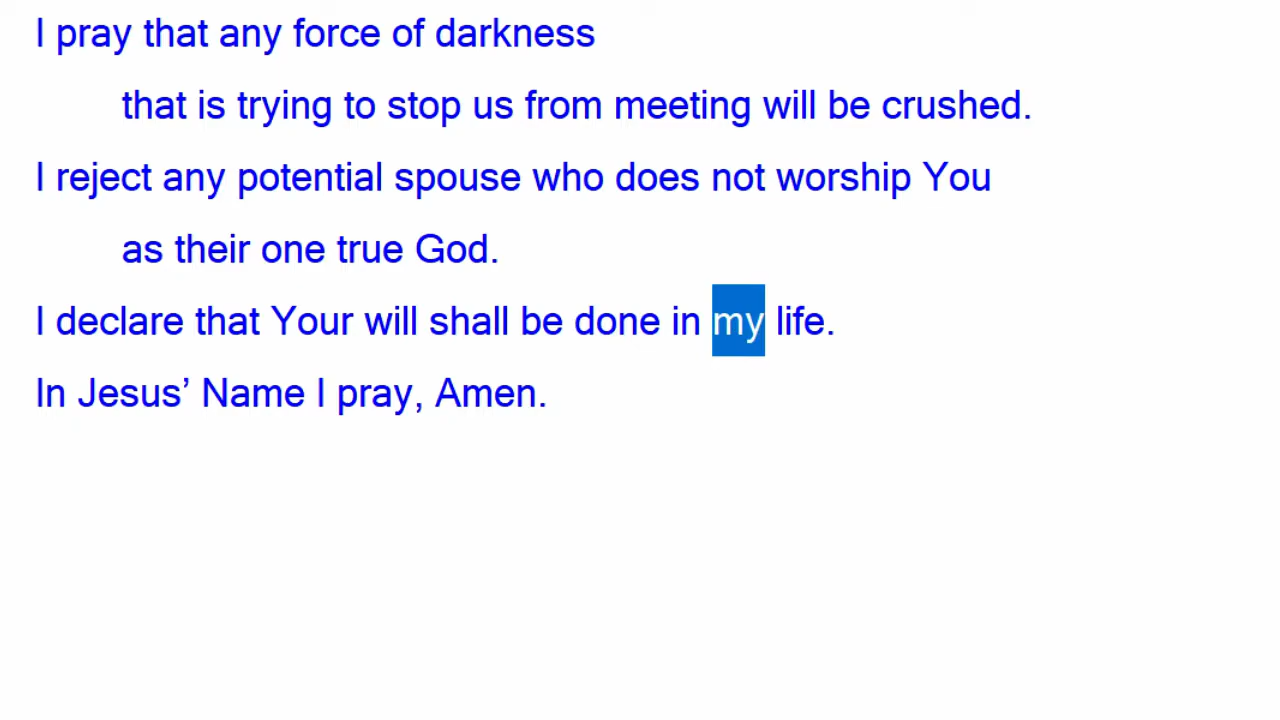 I pray that any force of darkness
that is trying to stop us from meeting will be crushed.
I reject any potential spouse who does not worship You
as their one true God.
I declare that Your will shall be done in my life.
In Jesus’ Name I pray, Amen.